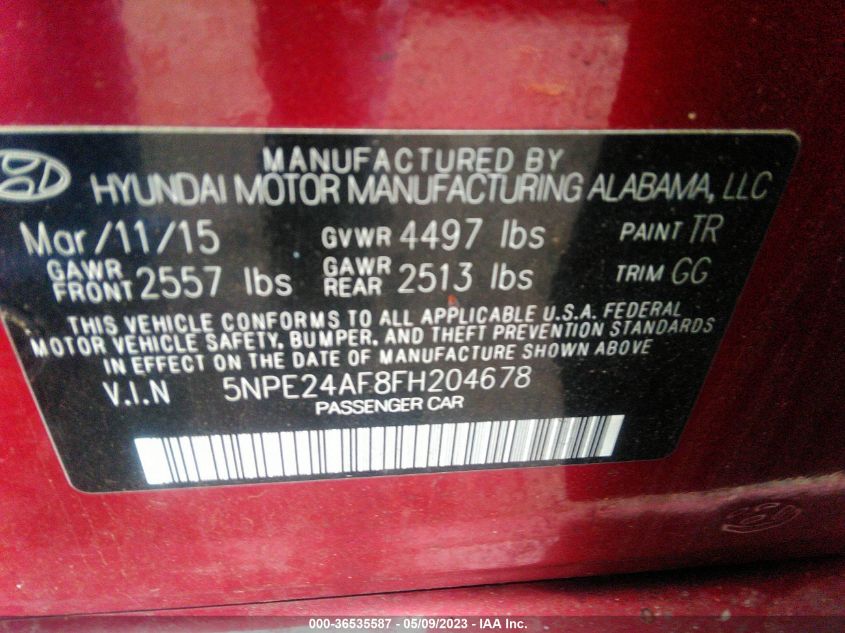 MANUFACTURED BY
HYUNDAI MOTOR MANUFACTURING ALABAMA, LLC
Mar/11/15 GVWR 4497 lbs PAINT TR
GAWR FRONT 2557 lbs GAWR REAR 2513 lbs TRIM GG
THIS VEHICLE CONFORMS TO ALL APPLICABLE U.S.A. FEDERAL
MOTOR VEHICLE SAFETY, BUMPER, AND THEFT PREVENTION STANDARDS
IN EFFECT ON THE DATE OF MANUFACTURE SHOWN ABOVE
V.I.N 5NPE24AF8FH204678
PASSENGER CAR
000-36535587 - 05/09/2023 - IAA Inc.